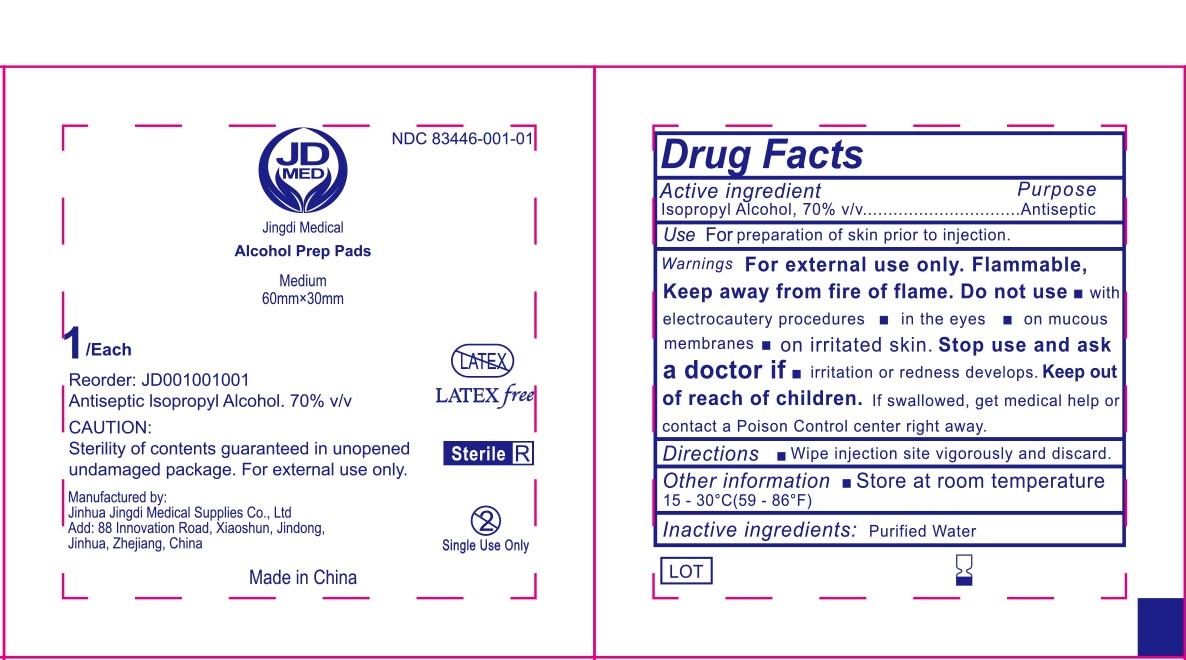 NDC 83446-001-01
JD
MED
Jingdi Medical
Alcohol Prep Pads
Medium
60mm×30mm
1/Each
Reorder: JD001001001
Antiseptic Isopropyl Alcohol. 70% v/v
LATEX
LATEX free
CAUTION:
Sterility of contents guaranteed in unopened
undamaged package. For external use only.
Sterile R
Manufactured by:
Jinhua Jingdi Medical Supplies Co., Ltd
Add: 88 Innovation Road, Xiaoshun, Jindong,
Jinhua, Zhejiang, China
2
Single Use Only
Made in China
Drug Facts
Active ingredient Purpose
Isopropyl Alcohol, 70% v/v...............................Antiseptic
Use For preparation of skin prior to injection.
Warnings For external use only. Flammable,
Keep away from fire of flame. Do not use ■ with
electrocautery procedures ■ in the eyes ■ on mucous
membranes ■ on irritated skin. Stop use and ask
a doctor if ■ irritation or redness develops. Keep out
of reach of children. If swallowed, get medical help or
contact a Poison Control center right away.
Directions ■ Wipe injection site vigorously and discard.
Other information ■ Store at room temperature
15 - 30°C(59 - 86°F)
Inactive ingredients: Purified Water
LOT